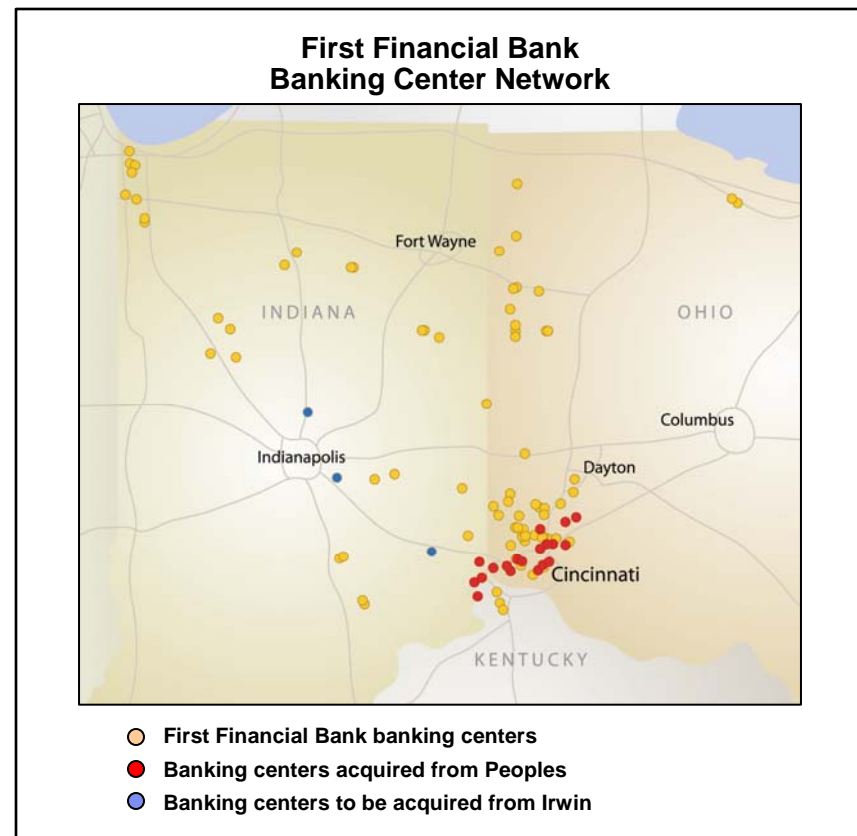 First Financial Bank
Banking Center Network
Fort Wayne
INDIANA
OHIO
Columbus
Indianapolis
Dayton
Cincinnati
KENTUCKY
First Financial Bank banking centers
Banking centers acquired from Peoples
Banking centers to be acquired from Irwin